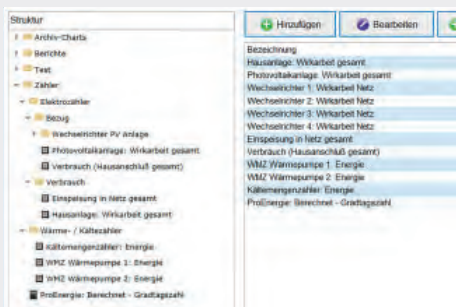 Struktur
Archiv-Charts
Berichte
Test
Zähler
Elektrozähler
Bezug
Wechselrichter PV Anlage
Photovoltaikanlage: Wirkarbeit gesamt
Verbrauch (Hausanschluß gesamt)
Verbrauch
Einspeisung in Netz gesamt
Hausanlage: Wirkarbeit gesamt
Wärme- / Kältezähler
Kältemengenzähler: Energie
WMZ Wärmepumpe 1: Energie
WMZ Wärmepumpe 2: Energie
ProEnergie: Berechnet - Gradtagszahl
Hinzufügen
Bearbeiten
Bezeichnung
Hausanlage: Wirkarbeit gesamt
Photovoltaikanlage: Wirkarbeit gesamt
Wechselrichter 1: Wirkarbeit Netz
Wechselrichter 2: Wirkarbeit Netz
Wechselrichter 3: Wirkarbeit Netz
Wechselrichter 4: Wirkarbeit Netz
Einspeisung in Netz gesamt
Verbrauch (Hausanschluß gesamt)
WMZ Wärmepumpe 1: Energie
WMZ Wärmepumpe 2: Energie
Kältemengenzähler: Energie
ProEnergie: Berechnet - Gradtagszahl